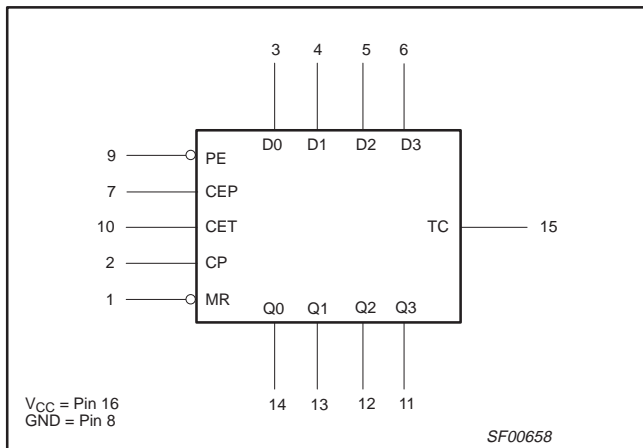 3 4 5 6
D0 D1 D2 D3
9 PE
7 CEP
10 CET TC 15
2 CP
1 MR
Q0 Q1 Q2 Q3
14 13 12 11
VCC = Pin 16
GND = Pin 8
SF00658